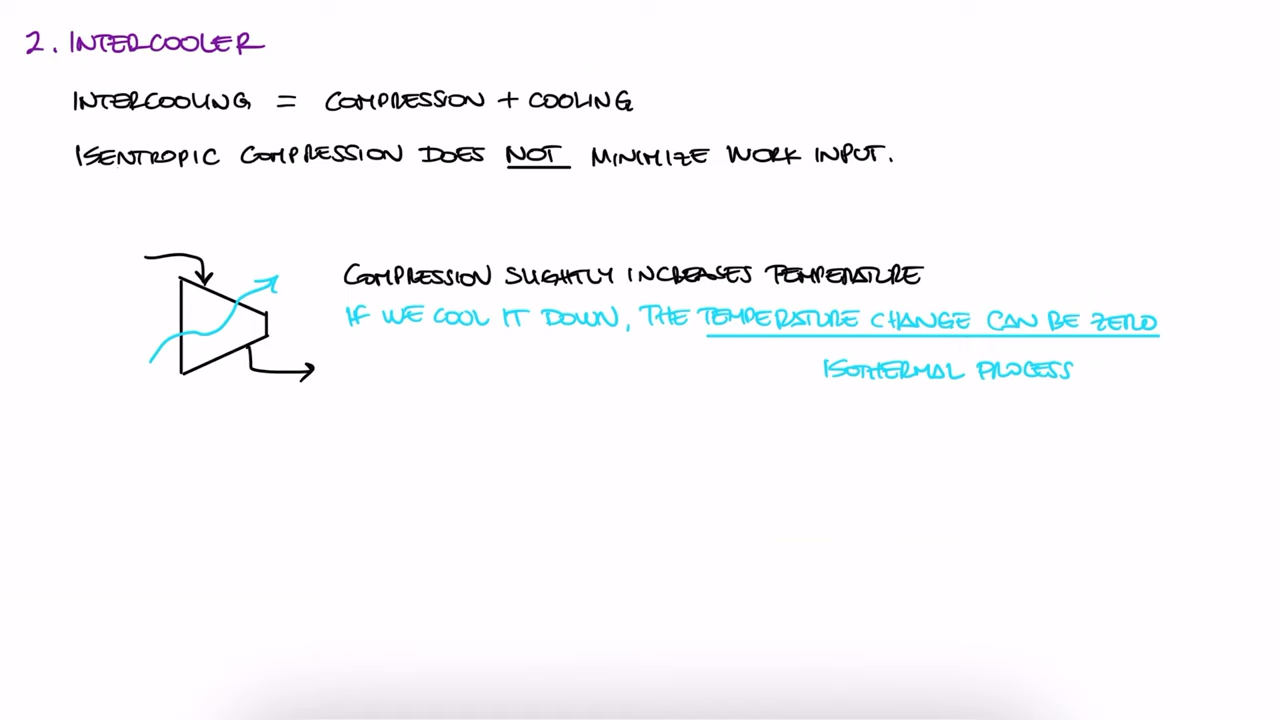 2. INTERCOOLER
INTERCOOLING = COMPRESSION + COOLING
ISENTROPIC COMPRESSION DOES NOT MINIMIZE WORK INPUT.
COMPRESSION SLIGHTLY INCREASES TEMPERATURE
IF WE COOL IT DOWN, THE TEMPERATURE CHANGE CAN BE ZERO
ISOTHERMAL PROCESS